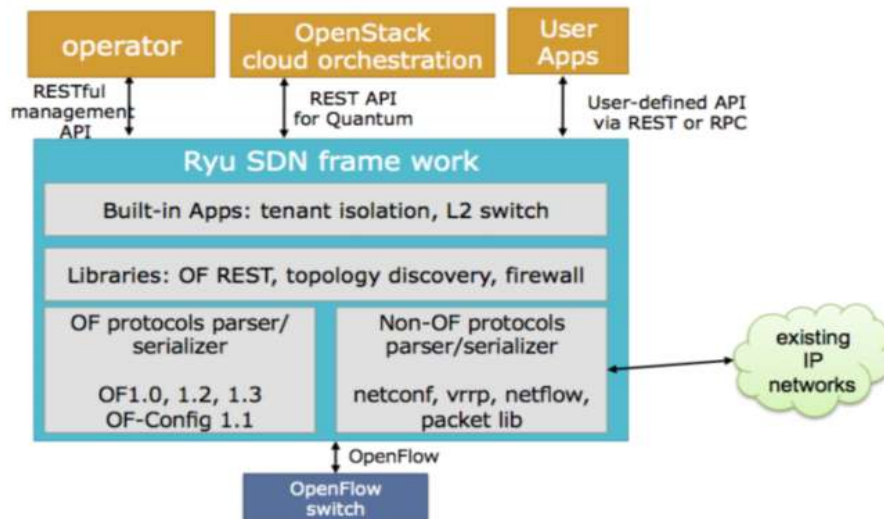 operator
OpenStack
cloud orchestration
User
Apps
RESTful
management
API
REST API
for Quantum
User-defined API
via REST or RPC
Ryu SDN frame work
Built-in Apps: tenant isolation, L2 switch
Libraries: OF REST, topology discovery, firewall
OF protocols parser/
serializer
OF1.0, 1.2, 1.3
OF-Config 1.1
Non-OF protocols
parser/serializer
netconf, vrrp, netflow,
packet lib
existing
IP
networks
OpenFlow
OpenFlow
switch